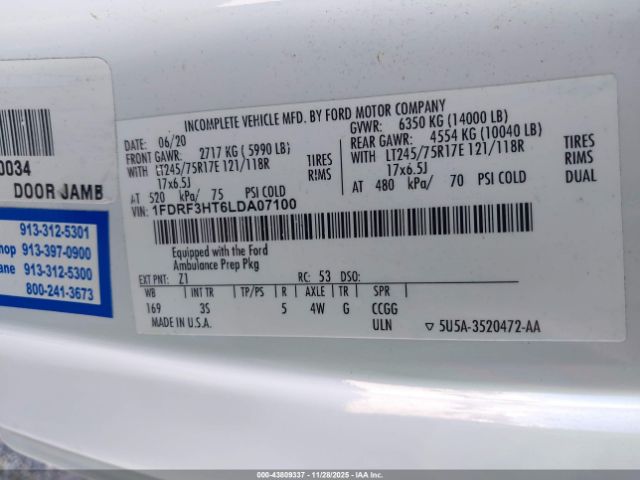 0034
DOOR JAMB
913-312-5301
hop 913-397-0900
ane 913-312-5300
800-241-3673
INCOMPLETE VEHICLE MFD. BY FORD MOTOR COMPANY
DATE: 06/20 GVWR: 6350 KG (14000 LB)
FRONT GAWR: 2717 KG ( 5990 LB) REAR GAWR: 4554 KG (10040 LB)
WITH LT245/75R17E 121/118R TIRES WITH LT245/75R17E 121/118R TIRES
17x6.5J RIMS 17x6.5J RIMS
AT 520 kPa/ 75 PSI COLD AT 480 kPa/ 70 PSI COLD DUAL
VIN: 1FDRF3HT6LDA07100
Equipped with the Ford
Ambulance Prep Pkg
EXT PNT: Z1 RC: 53 DSO:
WB INT TR TP/PS R AXLE TR SPR
169 3S 5 4W G CCGG
MADE IN U.S.A. ULN ▽ 5U5A-3520472-AA
000-43809337 - 11/28/2025 - IAAI.COM